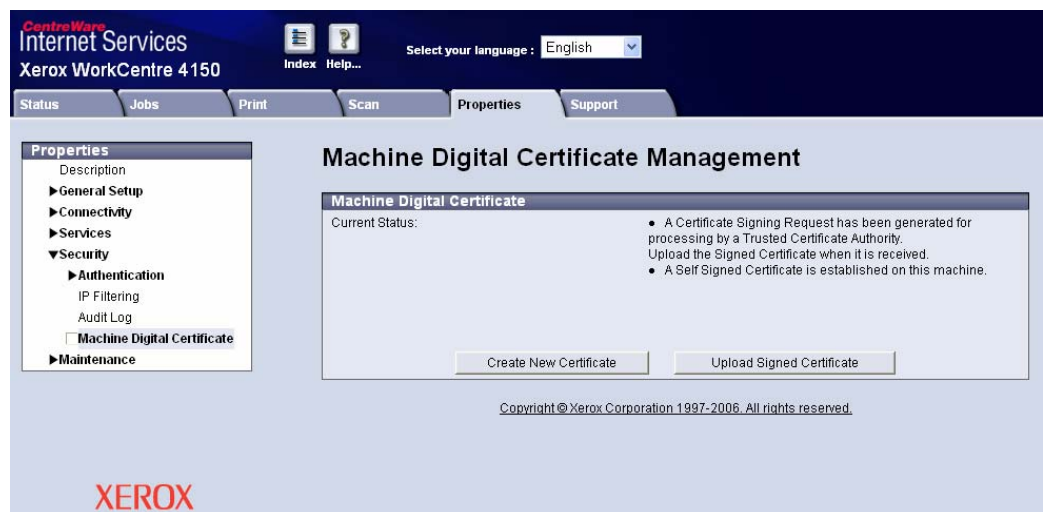 CentreWare
Internet Services
Xerox WorkCentre 4150
Index
Help...
Select your language :
English
Status
Jobs
Print
Scan
Properties
Support
Properties
Description
▶General Setup
▶Connectivity
▶Services
▼Security
▶Authentication
IP Filtering
Audit Log
Machine Digital Certificate
▶Maintenance
Machine Digital Certificate Management
Machine Digital Certificate
Current Status:
● A Certificate Signing Request has been generated for
processing by a Trusted Certificate Authority.
Upload the Signed Certificate when it is received.
● A Self Signed Certificate is established on this machine.
Create New Certificate
Upload Signed Certificate
Copyright © Xerox Corporation 1997-2006. All rights reserved.
XEROX